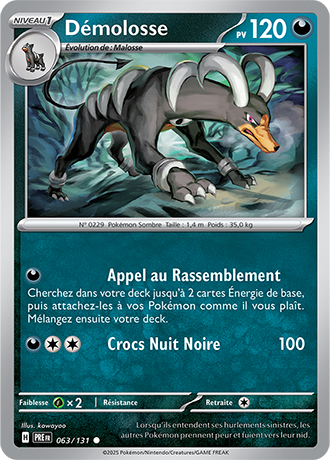 NIVEAU 1
Démolosse
PV 120
Évolution de : Malosse
N° 0229 Pokémon Sombre Taille : 1,4 m Poids : 35,0 kg
Appel au Rassemblement
Cherchez dans votre deck jusqu'à 2 cartes Énergie de base,
puis attachez-les à vos Pokémon comme il vous plaît.
Mélangez ensuite votre deck.
Crocs Nuit Noire 100
Faiblesse × 2 Résistance Retraite
Illus. kawayoo
H PRE FR 063/131
Lorsqu'ils entendent ses hurlements sinistres, les
autres Pokémon prennent peur et fuient vers leur nid.
©2025 Pokémon/Nintendo/Creatures/GAME FREAK